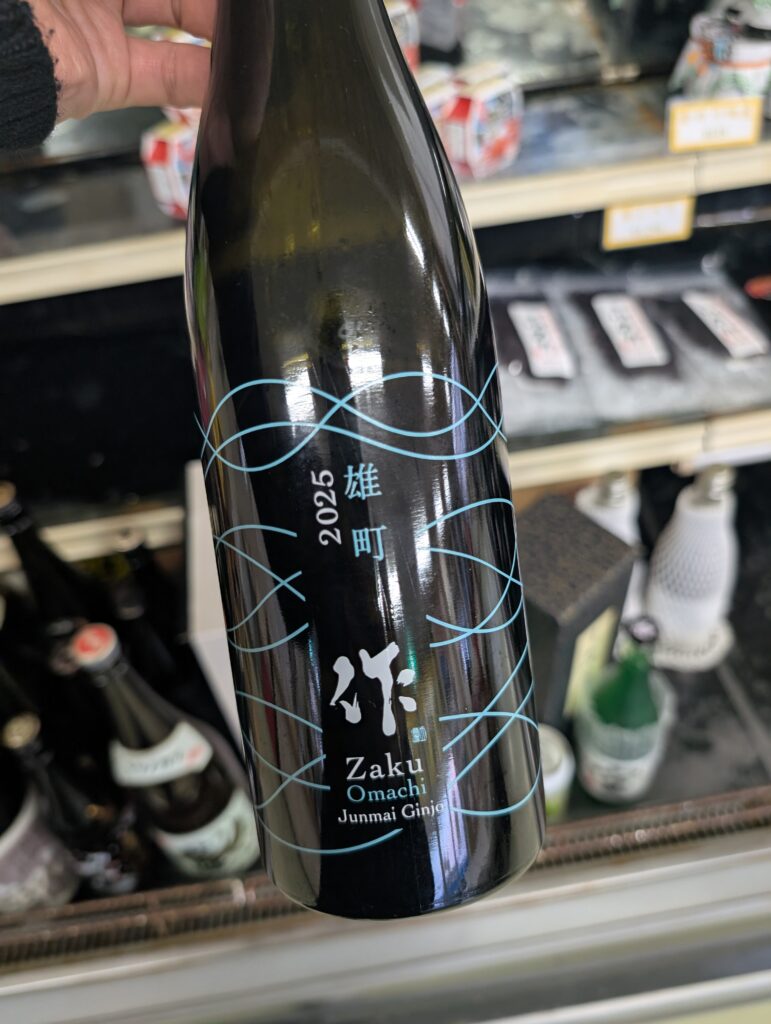 雄町
2025
作
Zaku
Omachi
Junmai Ginjo